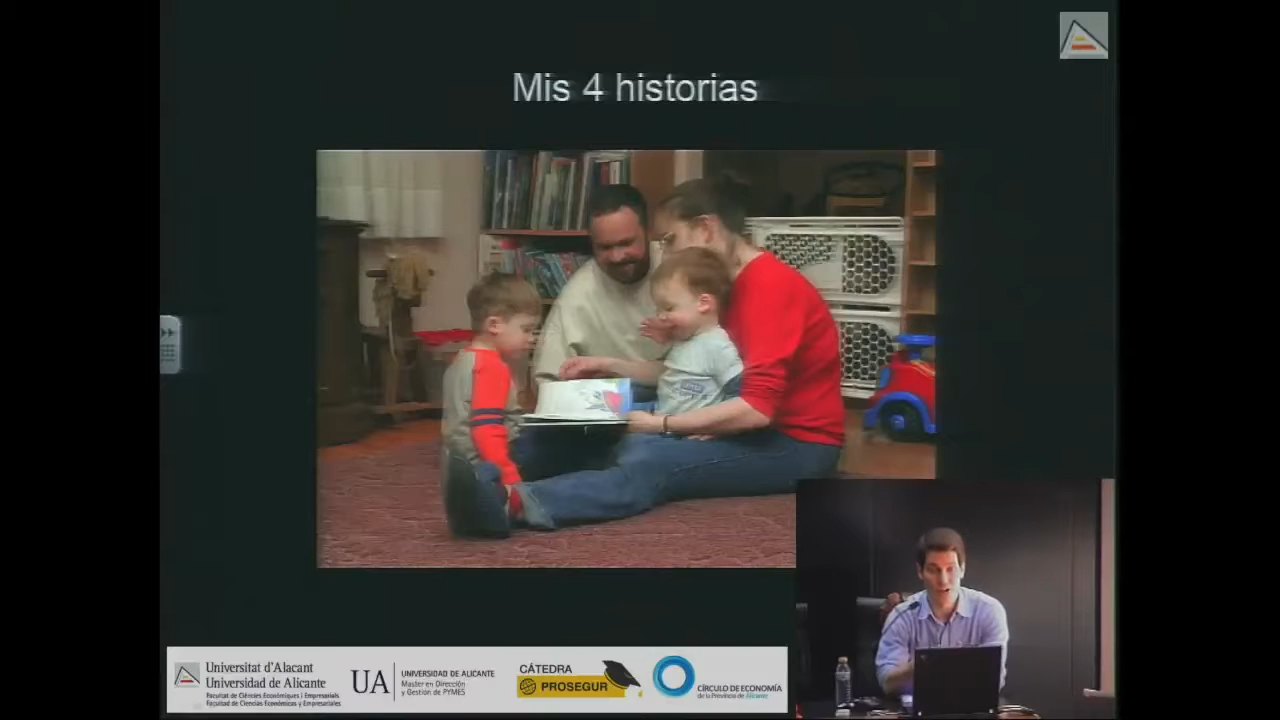 Mis 4 historias
Universitat d'Alacant
Universidad de Alicante
Facultat de Ciències Econòmiques i Empresarials
Facultad de Ciencias Económicas y Empresariales
UA
UNIVERSIDAD DE ALICANTE
Master en Dirección
y Gestión de PYMES
CÁTEDRA
PROSEGUR
CÍRCULO DE ECONOMÍA
de la Provincia de Alicante